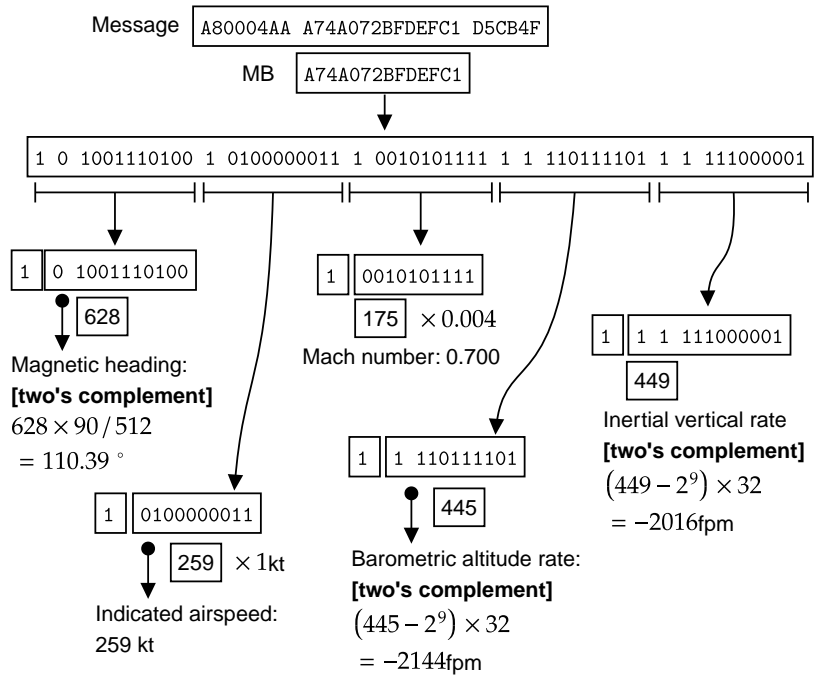 Message A80004AA A74A072BFDEFC1 D5CB4F
MB A74A072BFDEFC1
1 0 1001110100 1 0100000011 1 0010101111 1 1 110111101 1 1 111000001
1 0 1001110100
628
Magnetic heading:
[two's complement]
628 × 90 / 512
= 110.39 °
1 0100000011
259 × 1kt
Indicated airspeed:
259 kt
1 0010101111
175 × 0.004
Mach number: 0.700
1 1 110111101
445
Barometric altitude rate:
[two's complement]
(445 − 2⁹) × 32
= −2144fpm
1 1 1 111000001
449
Inertial vertical rate
[two's complement]
(449 − 2⁹) × 32
= −2016fpm